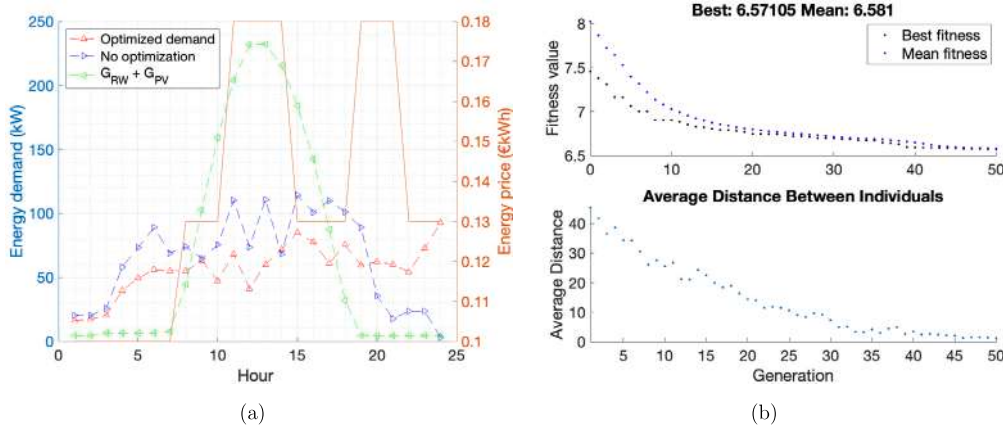 Optimized demand
No optimization
G_RW + G_PV
Energy demand (kW)
250
200
150
100
50
0
0 5 10 15 20 25
Hour
0.18
0.17
0.16
0.15
0.14
0.13
0.12
0.11
0.1
Energy price (€kWh)
(a)
Best: 6.57105 Mean: 6.581
Best fitness
Mean fitness
Fitness value
8
7.5
7
6.5
0 10 20 30 40 50
Average Distance Between Individuals
Average Distance
40
30
20
10
0
5 10 15 20 25 30 35 40 45 50
Generation
(b)